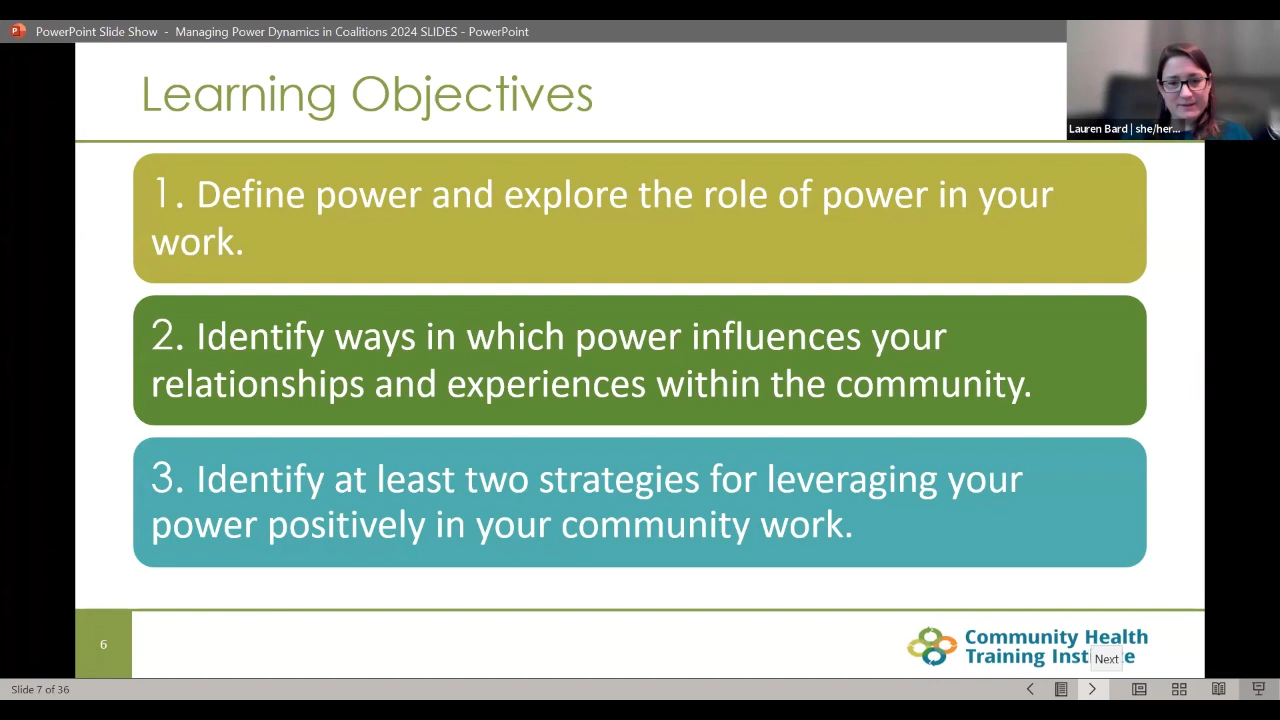 PowerPoint Slide Show - Managing Power Dynamics in Coalitions 2024 SLIDES - PowerPoint
Lauren Bard | she/her...
Learning Objectives
1. Define power and explore the role of power in your
work.
2. Identify ways in which power influences your
relationships and experiences within the community.
3. Identify at least two strategies for leveraging your
power positively in your community work.
6
Community Health
Training Inst e
Next
Slide 7 of 36